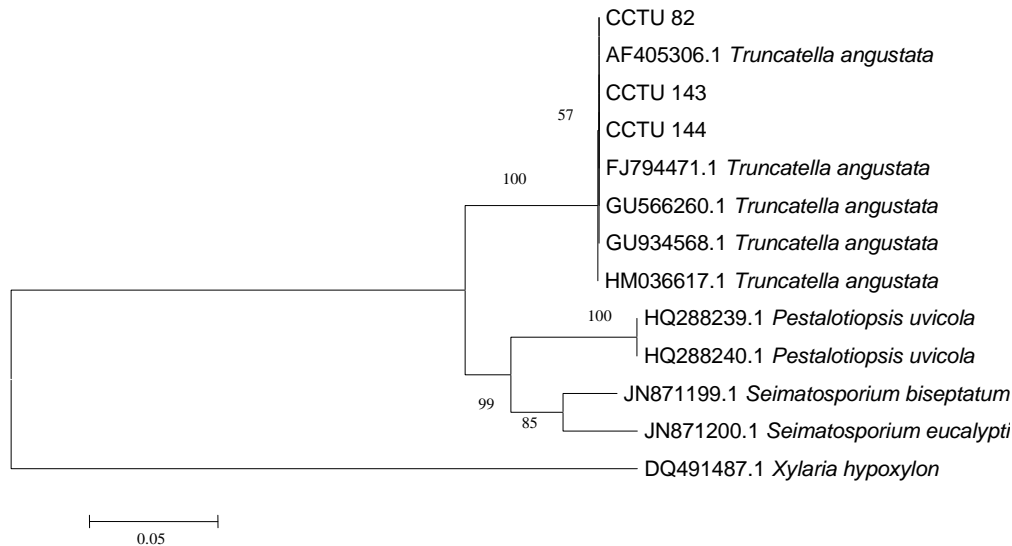 CCTU 82
AF405306.1 Truncatella angustata
CCTU 143
57
CCTU 144
FJ794471.1 Truncatella angustata
100
GU566260.1 Truncatella angustata
GU934568.1 Truncatella angustata
HM036617.1 Truncatella angustata
100
HQ288239.1 Pestalotiopsis uvicola
HQ288240.1 Pestalotiopsis uvicola
JN871199.1 Seimatosporium biseptatum
99
85
JN871200.1 Seimatosporium eucalypti
DQ491487.1 Xylaria hypoxylon
0.05